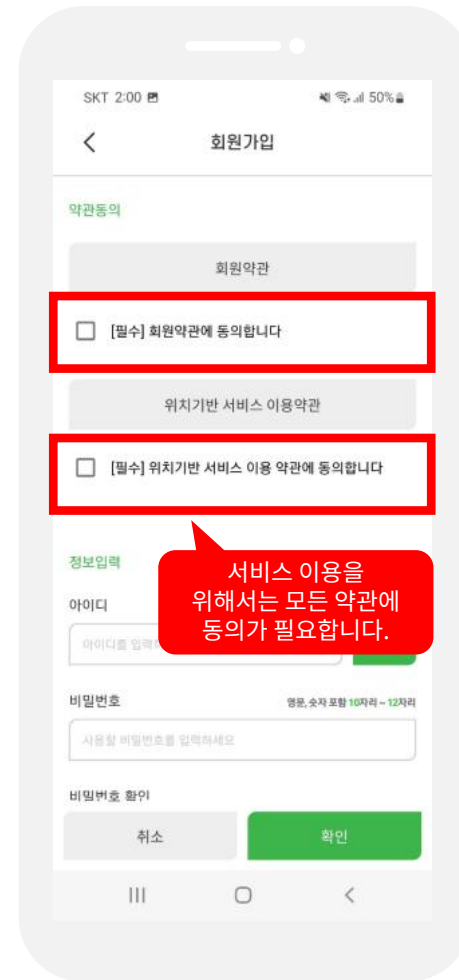 SKT 2:00 50%
회원가입
약관동의
회원약관
[필수] 회원약관에 동의합니다
위치기반 서비스 이용약관
[필수] 위치기반 서비스 이용 약관에 동의합니다
서비스 이용을
위해서는 모든 약관에
동의가 필요합니다.
정보입력
아이디
아이디를
비밀번호 영문, 숫자 포함 10자리 ~ 12자리
사용할 비밀번호를 입력하세요
비밀번호 확인
취소 확인